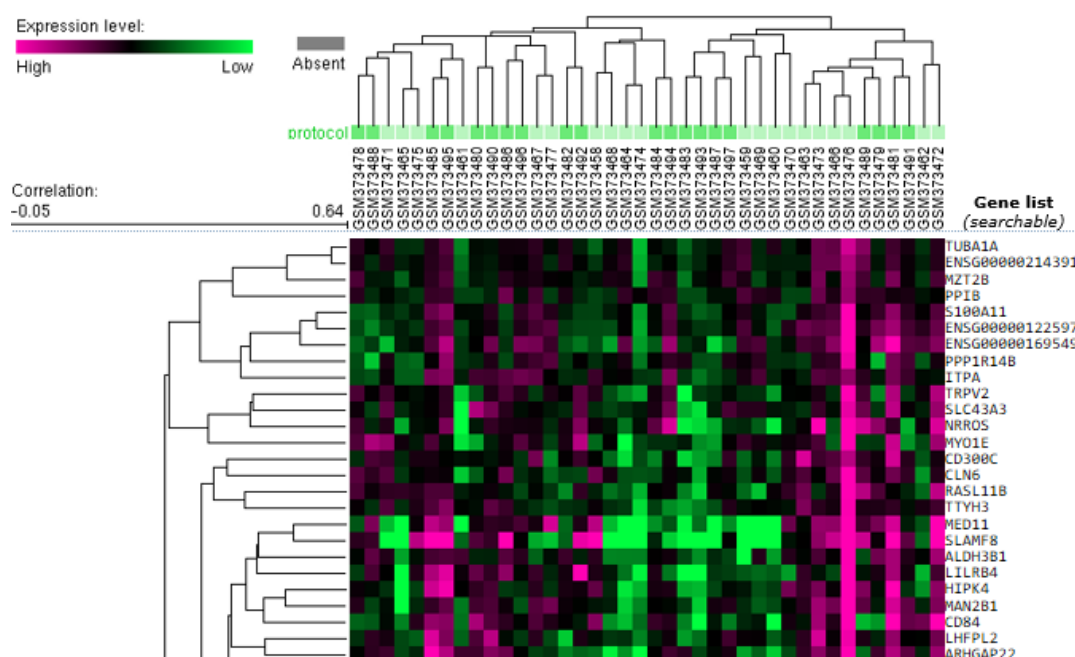 Expression level:
High Low
Absent
protocol
GSM373478
GSM373488
GSM373471
GSM373465
GSM373475
GSM373485
GSM373495
GSM373461
GSM373480
GSM373490
GSM373486
GSM373496
GSM373467
GSM373477
GSM373482
GSM373492
GSM373458
GSM373468
GSM373464
GSM373474
GSM373484
GSM373494
GSM373483
GSM373493
GSM373487
GSM373497
GSM373459
GSM373469
GSM373460
GSM373470
GSM373463
GSM373473
GSM373466
GSM373476
GSM373489
GSM373479
GSM373481
GSM373491
GSM373462
GSM373472
Correlation:
-0.05 0.64
Gene list
(searchable)
TUBA1A
ENSG00000214391
MZT2B
PPIB
S100A11
ENSG00000122597
ENSG00000169549
PPP1R14B
ITPA
TRPV2
SLC43A3
NRROS
MYO1E
CD300C
CLN6
RASL11B
TTYH3
MED11
SLAMF8
ALDH3B1
LILRB4
HIPK4
MAN2B1
CD84
LHFPL2
ARHGAP22